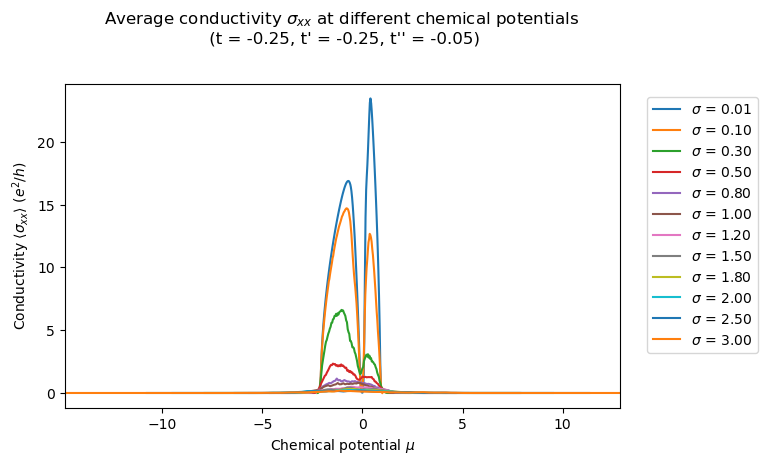 Average conductivity σxx at different chemical potentials
(t = -0.25, t' = -0.25, t'' = -0.05)
Conductivity ⟨σxx⟩ (e²/h)
20
15
10
5
0
−10
−5
0
5
10
Chemical potential μ
σ = 0.01
σ = 0.10
σ = 0.30
σ = 0.50
σ = 0.80
σ = 1.00
σ = 1.20
σ = 1.50
σ = 1.80
σ = 2.00
σ = 2.50
σ = 3.00